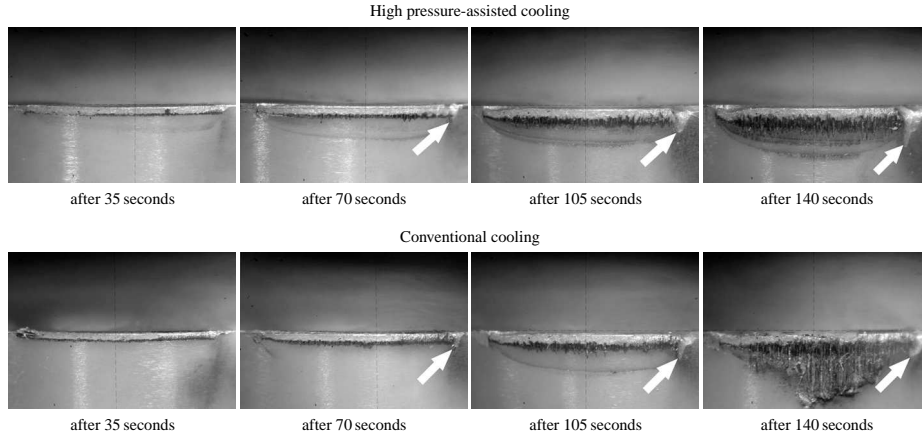 High pressure-assisted cooling
after 35 seconds
after 70 seconds
after 105 seconds
after 140 seconds
Conventional cooling
after 35 seconds
after 70 seconds
after 105 seconds
after 140 seconds